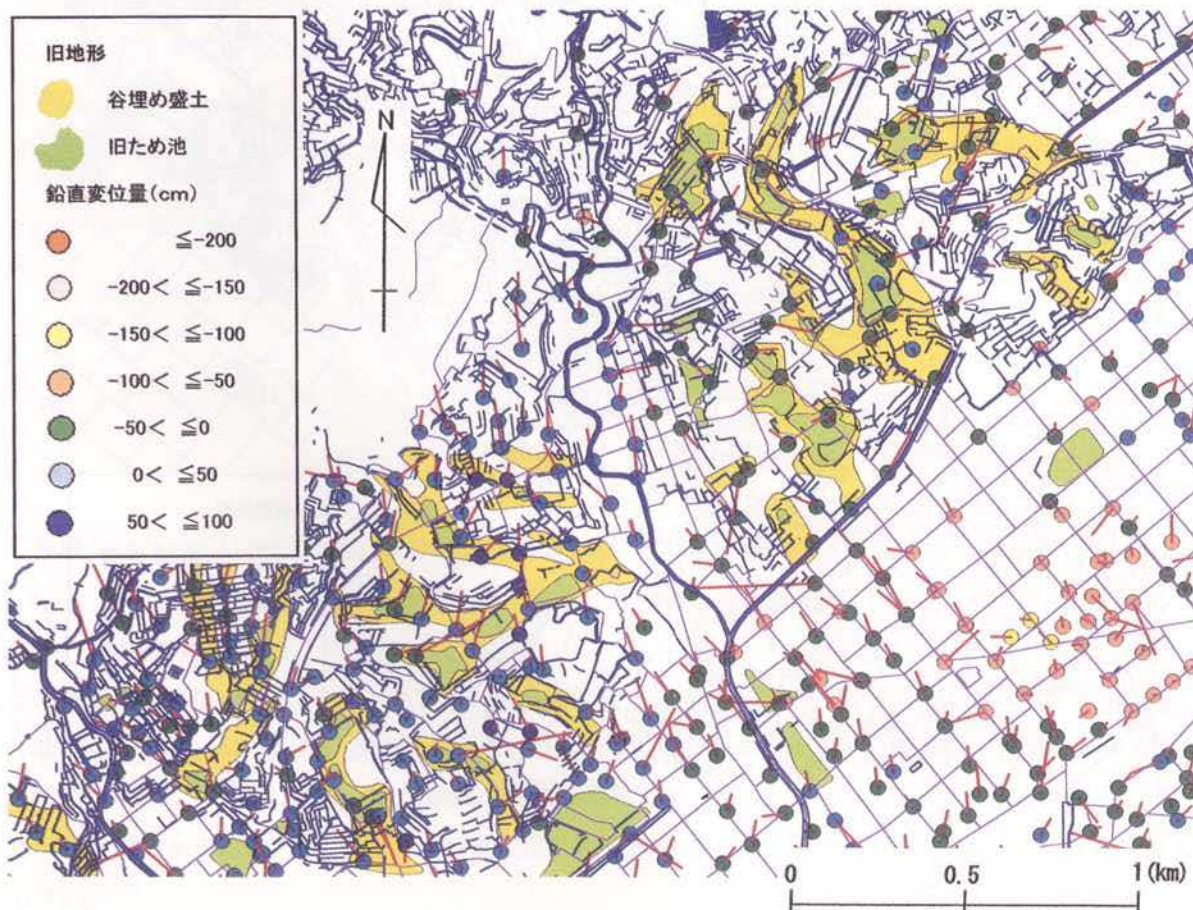 旧地形
谷埋め盛土
旧ため池
鉛直変位量(cm)
≦-200
-200< ≦-150
-150< ≦-100
-100< ≦-50
-50< ≦0
0< ≦50
50< ≦100
N
0 0.5 1(km)